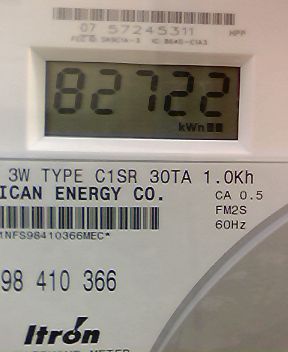 07 57245311 HPP
82722
kWh
3W TYPE C1SR 30TA 1.0Kh
ICAN ENERGY CO.
CA 0.5
FM2S
60Hz
1NFS98410366MEC*
98 410 366
Itron